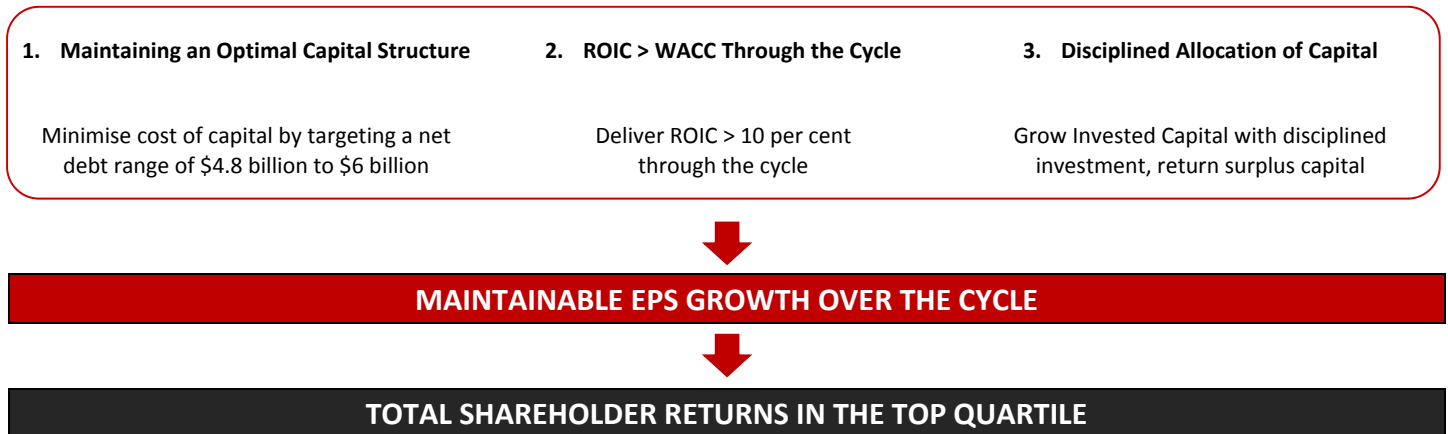 1. Maintaining an Optimal Capital Structure
Minimise cost of capital by targeting a net
debt range of $4.8 billion to $6 billion
2. ROIC > WACC Through the Cycle
Deliver ROIC > 10 per cent
through the cycle
3. Disciplined Allocation of Capital
Grow Invested Capital with disciplined
investment, return surplus capital
MAINTAINABLE EPS GROWTH OVER THE CYCLE
TOTAL SHAREHOLDER RETURNS IN THE TOP QUARTILE